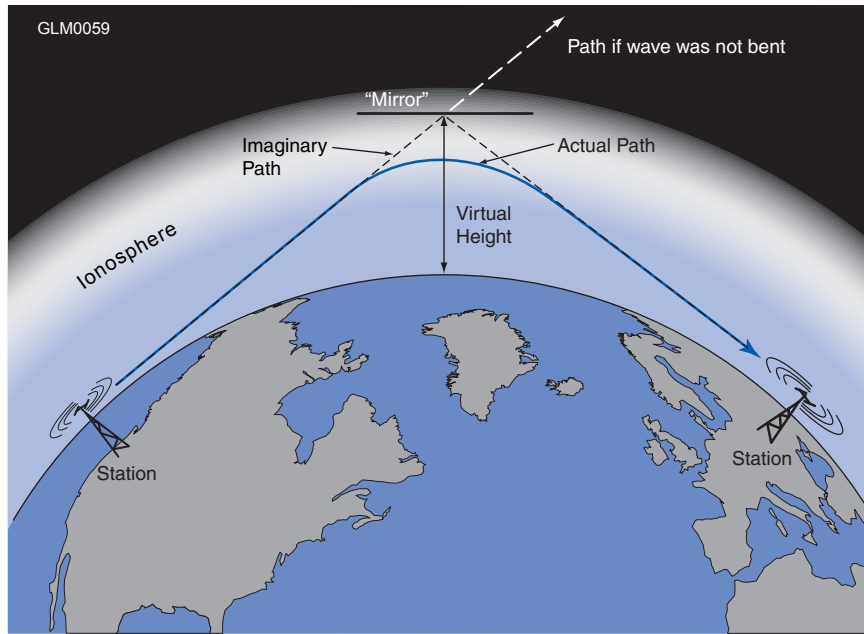 GLM0059
Path if wave was not bent
“Mirror”
Imaginary
Path
Actual Path
Virtual
Height
Ionosphere
Station
Station